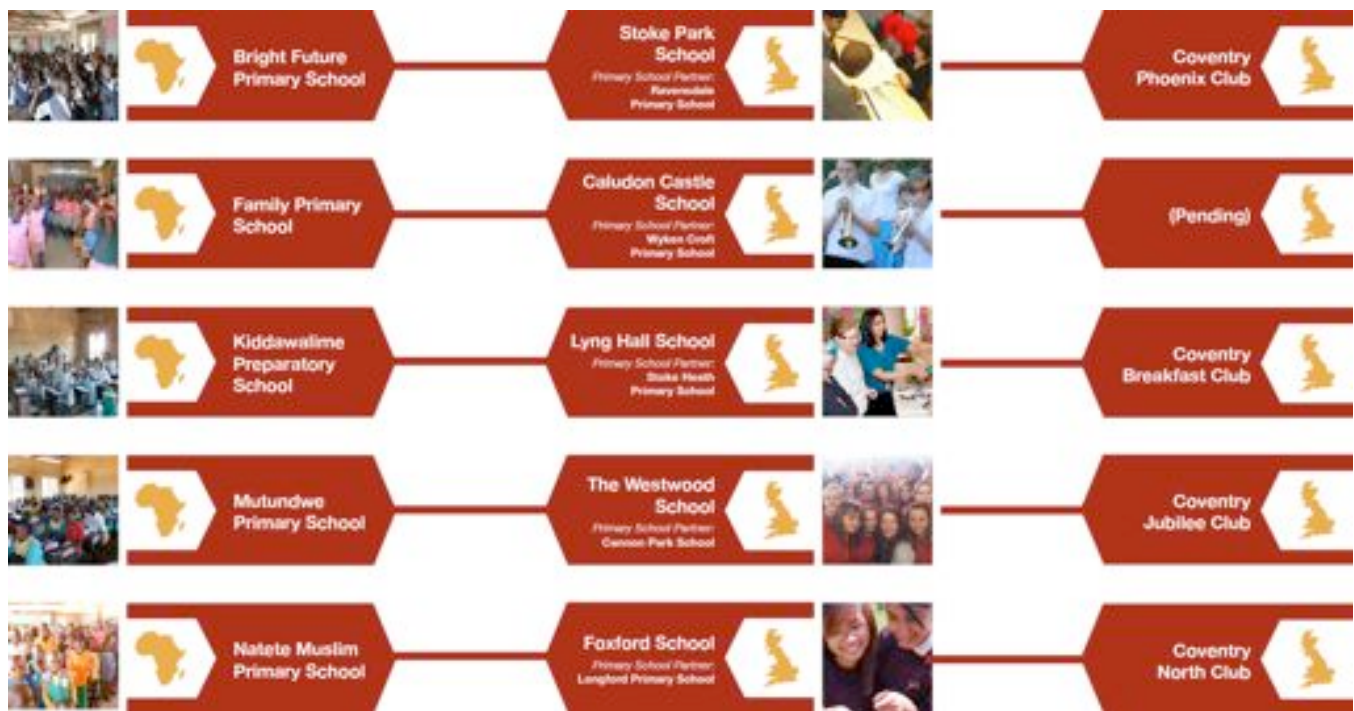 Bright Future
Primary School
Stoke Park
School
Primary School Partner:
Ravensdale
Primary School
Coventry
Phoenix Club
Family Primary
School
Caludon Castle
School
Primary School Partner:
Wyken Croft
Primary School
(Pending)
Kiddawalime
Preparatory
School
Lyng Hall School
Primary School Partner:
Stoke Heath
Primary School
Coventry
Breakfast Club
Mutundwe
Primary School
The Westwood
School
Primary School Partner:
Cannon Park School
Coventry
Jubilee Club
Natete Muslim
Primary School
Foxford School
Primary School Partner:
Longford Primary School
Coventry
North Club